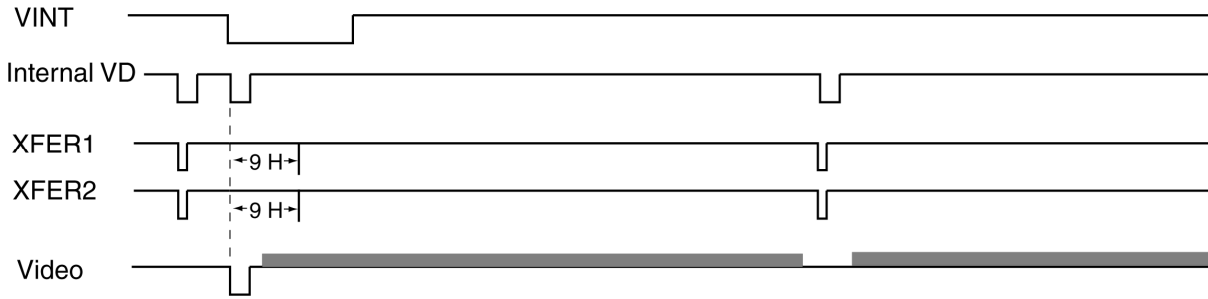 VINT
Internal VD
XFER1
9 H
XFER2
9 H
Video